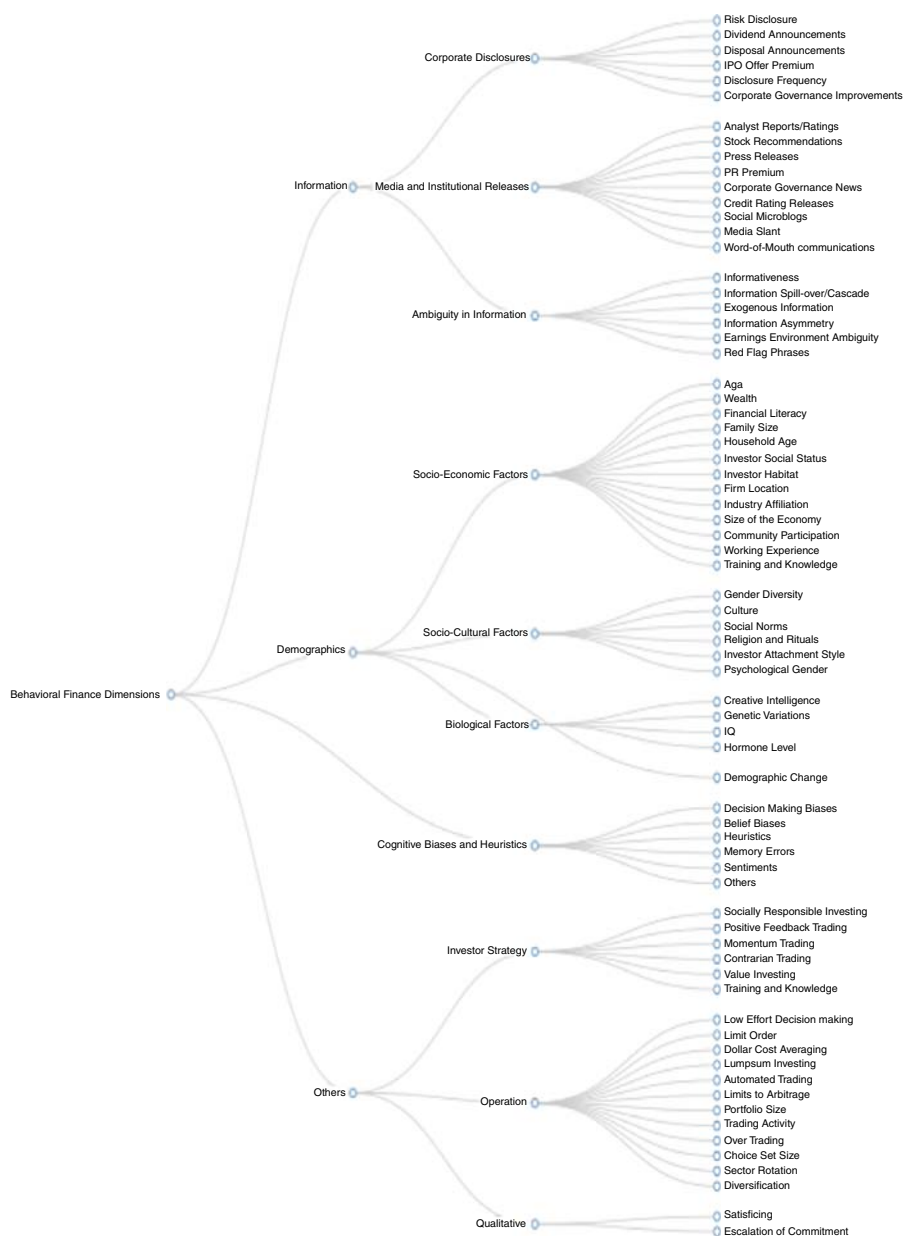 Behavioral Finance Dimensions
Information
Corporate Disclosures
Risk Disclosure
Dividend Announcements
Disposal Announcements
IPO Offer Premium
Disclosure Frequency
Corporate Governance Improvements
Media and Institutional Releases
Analyst Reports/Ratings
Stock Recommendations
Press Releases
PR Premium
Corporate Governance News
Credit Rating Releases
Social Microblogs
Media Slant
Word-of-Mouth communications
Ambiguity in Information
Informativeness
Information Spill-over/Cascade
Exogenous Information
Information Asymmetry
Earnings Environment Ambiguity
Red Flag Phrases
Demographics
Socio-Economic Factors
Aga
Wealth
Financial Literacy
Family Size
Household Age
Investor Social Status
Investor Habitat
Firm Location
Industry Affiliation
Size of the Economy
Community Participation
Working Experience
Training and Knowledge
Socio-Cultural Factors
Gender Diversity
Culture
Social Norms
Religion and Rituals
Investor Attachment Style
Psychological Gender
Biological Factors
Creative Intelligence
Genetic Variations
IQ
Hormone Level
Demographic Change
Cognitive Biases and Heuristics
Decision Making Biases
Belief Biases
Heuristics
Memory Errors
Sentiments
Others
Others
Investor Strategy
Socially Responsible Investing
Positive Feedback Trading
Momentum Trading
Contrarian Trading
Value Investing
Training and Knowledge
Operation
Low Effort Decision making
Limit Order
Dollar Cost Averaging
Lumpsum Investing
Automated Trading
Limits to Arbitrage
Portfolio Size
Trading Activity
Over Trading
Choice Set Size
Sector Rotation
Diversification
Qualitative
Satisficing
Escalation of Commitment